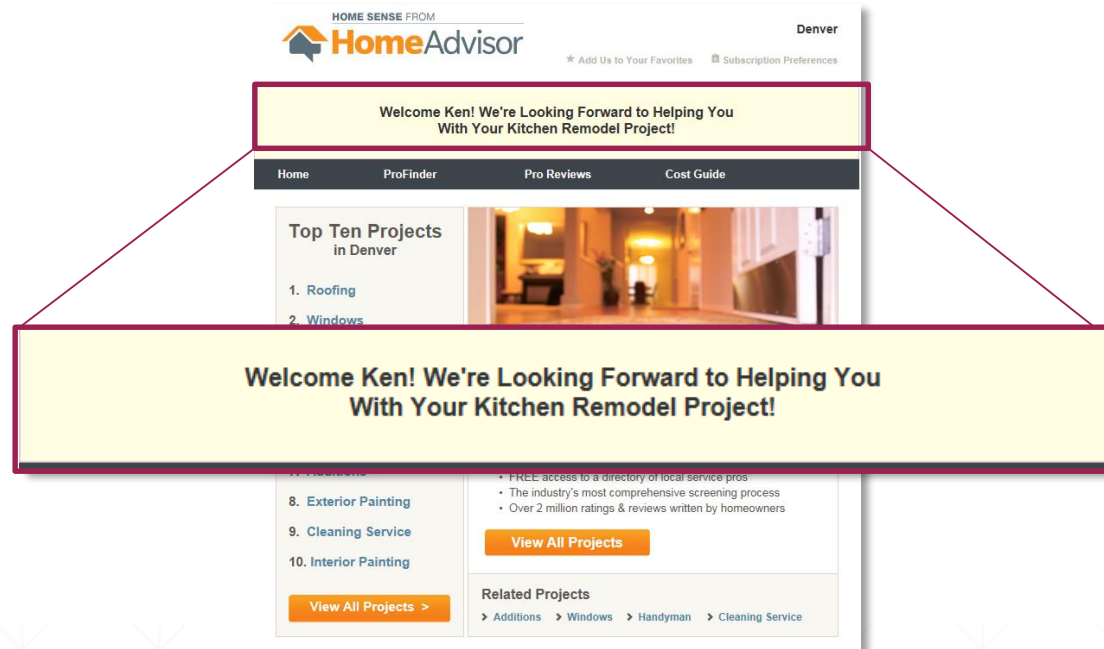 HOME SENSE FROM
HomeAdvisor
Denver
Add Us to Your Favorites
Subscription Preferences
Welcome Ken! We're Looking Forward to Helping You
With Your Kitchen Remodel Project!
Home
ProFinder
Pro Reviews
Cost Guide
Top Ten Projects
in Denver
1. Roofing
2. Windows
Welcome Ken! We're Looking Forward to Helping You
With Your Kitchen Remodel Project!
8. Exterior Painting
9. Cleaning Service
10. Interior Painting
View All Projects >
• FREE access to a directory of local service pros
• The industry's most comprehensive screening process
• Over 2 million ratings & reviews written by homeowners
View All Projects
Related Projects
Additions
Windows
Handyman
Cleaning Service